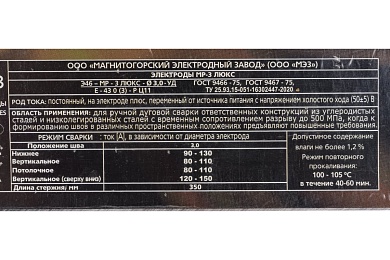 ООО «МАГНИТОГОРСКИЙ ЭЛЕКТРОДНЫЙ ЗАВОД» (ООО «МЭЗ»)
ЭЛЕКТРОДЫ МР-3 ЛЮКС
Э46 – МР - 3 ЛЮКС - Ø 3,0 - УД ГОСТ 9466 -75, ГОСТ 9467 - 75,
Е - 43 0 (3) - Р Ц11 ТУ 25.93.15-051-16302447-2020
РОД ТОКА: постоянный, на электроде плюс, переменный от источника питания с напряжением холостого хода (50±5) В
ОБЛАСТЬ ПРИМЕНЕНИЯ: для ручной дуговой сварки ответственных конструкций из углеродистых
сталей и низколегированных сталей с временным сопротивлением разрыву до 500 МПА, когда к
формированию швов в различных пространственных положениях предъявляют повышенные требования.
РЕЖИМ СВАРКИ: ток (А), в зависимости от диаметра электрода
Положение шва 3,0
Нижнее 90 - 130
Вертикальное 80 - 110
Потолочное 80 - 110
Вертикальное (сверху вниз) 120 - 150
Длина стержня, мм 350
Допустимое содержание
влаги не более 1,2 %
Режим повторного
прокаливания:
100 - 105 °С
в течение 40-60 мин.
В
Ы